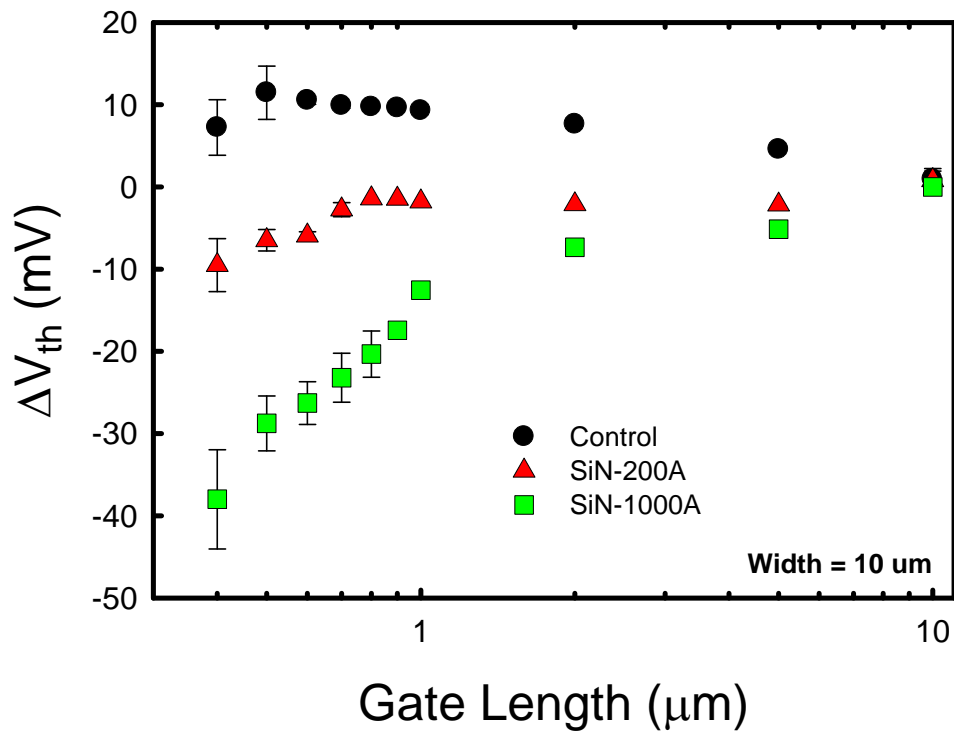 20
10
0
-10
-20
-30
-40
-50
ΔVth (mV)
Control
SiN-200A
SiN-1000A
Width = 10 um
1
10
Gate Length (μm)